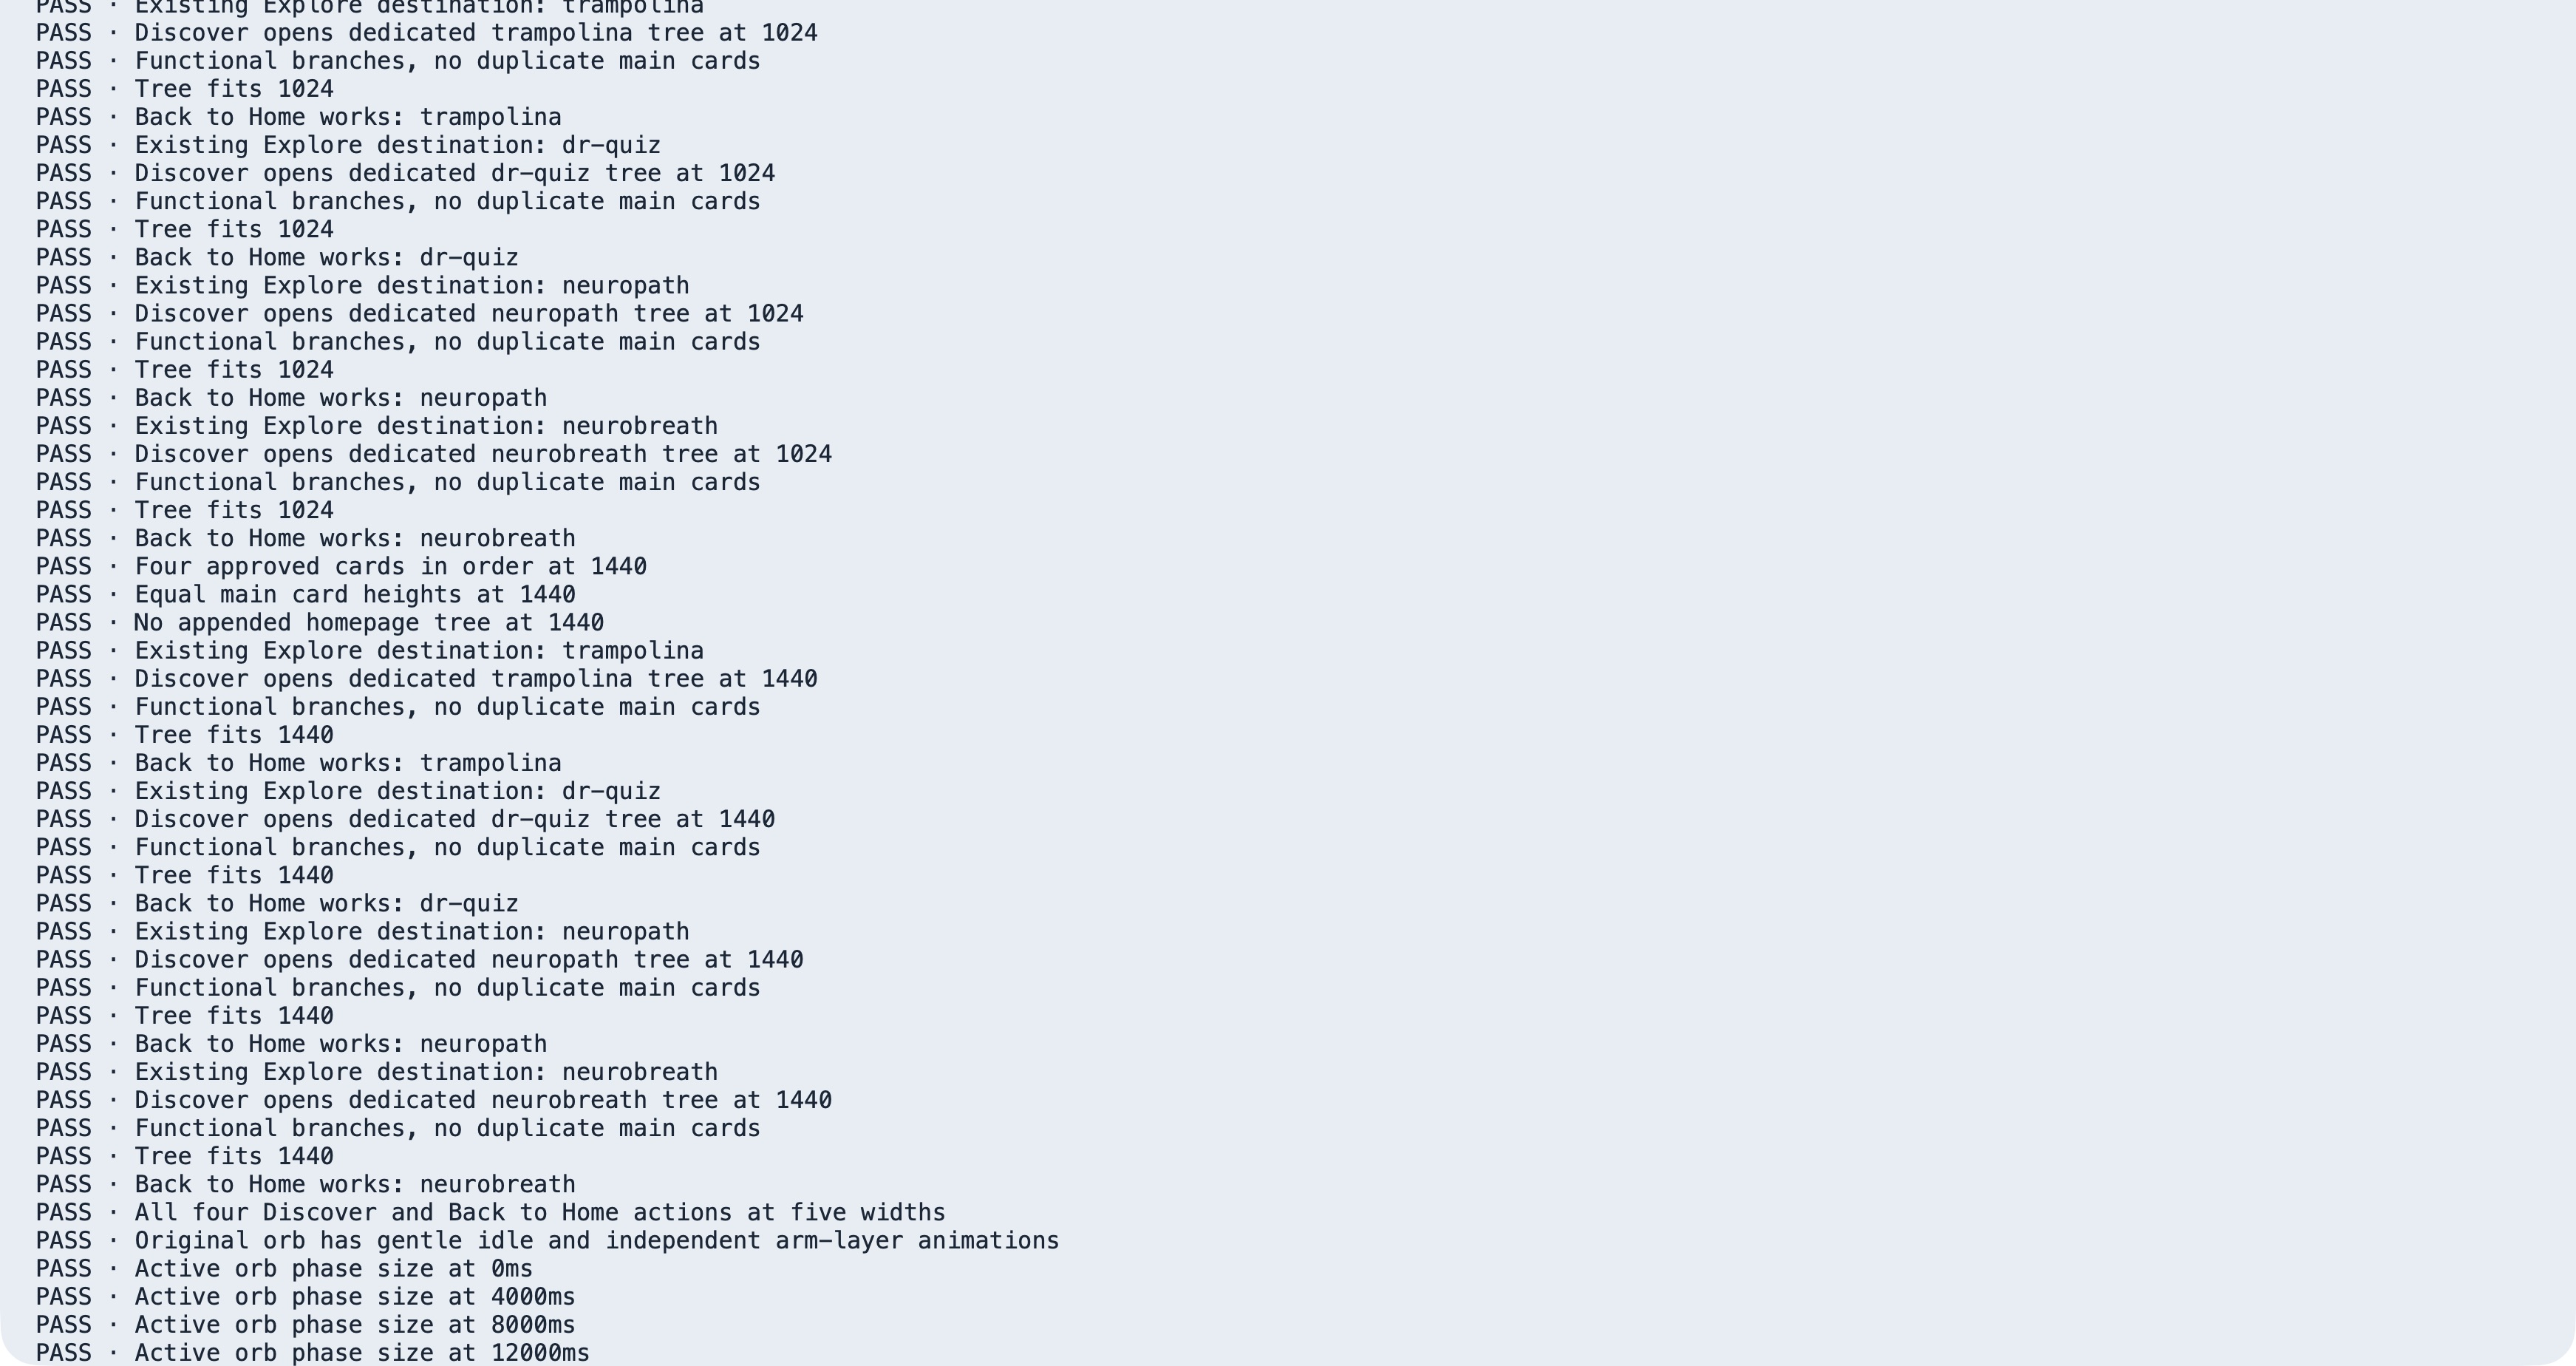 PASS · Existing Explore destination: trampolina
PASS · Discover opens dedicated trampolina tree at 1024
PASS · Functional branches, no duplicate main cards
PASS · Tree fits 1024
PASS · Back to Home works: trampolina
PASS · Existing Explore destination: dr-quiz
PASS · Discover opens dedicated dr-quiz tree at 1024
PASS · Functional branches, no duplicate main cards
PASS · Tree fits 1024
PASS · Back to Home works: dr-quiz
PASS · Existing Explore destination: neuropath
PASS · Discover opens dedicated neuropath tree at 1024
PASS · Functional branches, no duplicate main cards
PASS · Tree fits 1024
PASS · Back to Home works: neuropath
PASS · Existing Explore destination: neurobreath
PASS · Discover opens dedicated neurobreath tree at 1024
PASS · Functional branches, no duplicate main cards
PASS · Tree fits 1024
PASS · Back to Home works: neurobreath
PASS · Four approved cards in order at 1440
PASS · Equal main card heights at 1440
PASS · No appended homepage tree at 1440
PASS · Existing Explore destination: trampolina
PASS · Discover opens dedicated trampolina tree at 1440
PASS · Functional branches, no duplicate main cards
PASS · Tree fits 1440
PASS · Back to Home works: trampolina
PASS · Existing Explore destination: dr-quiz
PASS · Discover opens dedicated dr-quiz tree at 1440
PASS · Functional branches, no duplicate main cards
PASS · Tree fits 1440
PASS · Back to Home works: dr-quiz
PASS · Existing Explore destination: neuropath
PASS · Discover opens dedicated neuropath tree at 1440
PASS · Functional branches, no duplicate main cards
PASS · Tree fits 1440
PASS · Back to Home works: neuropath
PASS · Existing Explore destination: neurobreath
PASS · Discover opens dedicated neurobreath tree at 1440
PASS · Functional branches, no duplicate main cards
PASS · Tree fits 1440
PASS · Back to Home works: neurobreath
PASS · All four Discover and Back to Home actions at five widths
PASS · Original orb has gentle idle and independent arm-layer animations
PASS · Active orb phase size at 0ms
PASS · Active orb phase size at 4000ms
PASS · Active orb phase size at 8000ms
PASS · Active orb phase size at 12000ms